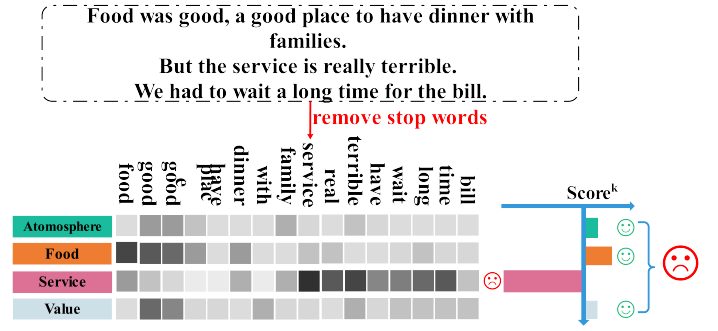 Food was good, a good place to have dinner with
families.
But the service is really terrible.
We had to wait a long time for the bill.
remove stop words
food good good place have dinner with family service real terrible have wait long time bill
Score^k
Atomosphere
Food
Service
Value